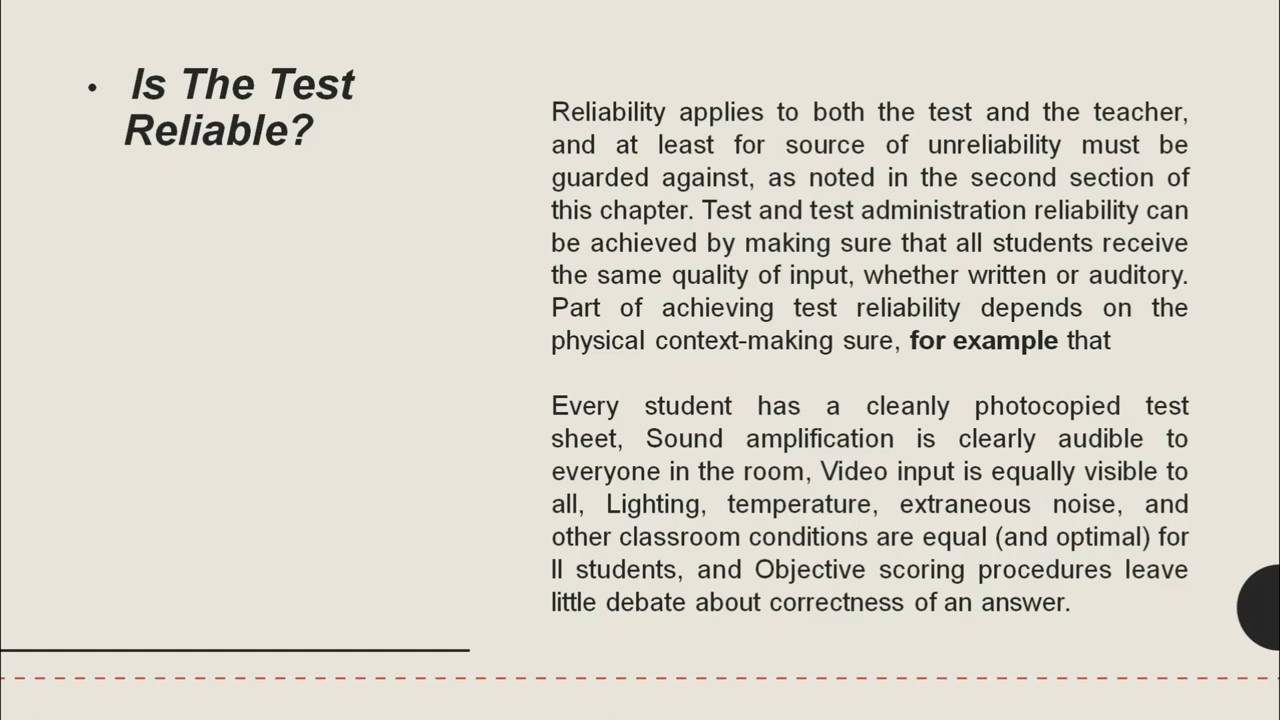 • Is The Test
Reliable?
Reliability applies to both the test and the teacher,
and at least for source of unreliability must be
guarded against, as noted in the second section of
this chapter. Test and test administration reliability can
be achieved by making sure that all students receive
the same quality of input, whether written or auditory.
Part of achieving test reliability depends on the
physical context-making sure, for example that
Every student has a cleanly photocopied test
sheet, Sound amplification is clearly audible to
everyone in the room, Video input is equally visible to
all, Lighting, temperature, extraneous noise, and
other classroom conditions are equal (and optimal) for
ll students, and Objective scoring procedures leave
little debate about correctness of an answer.